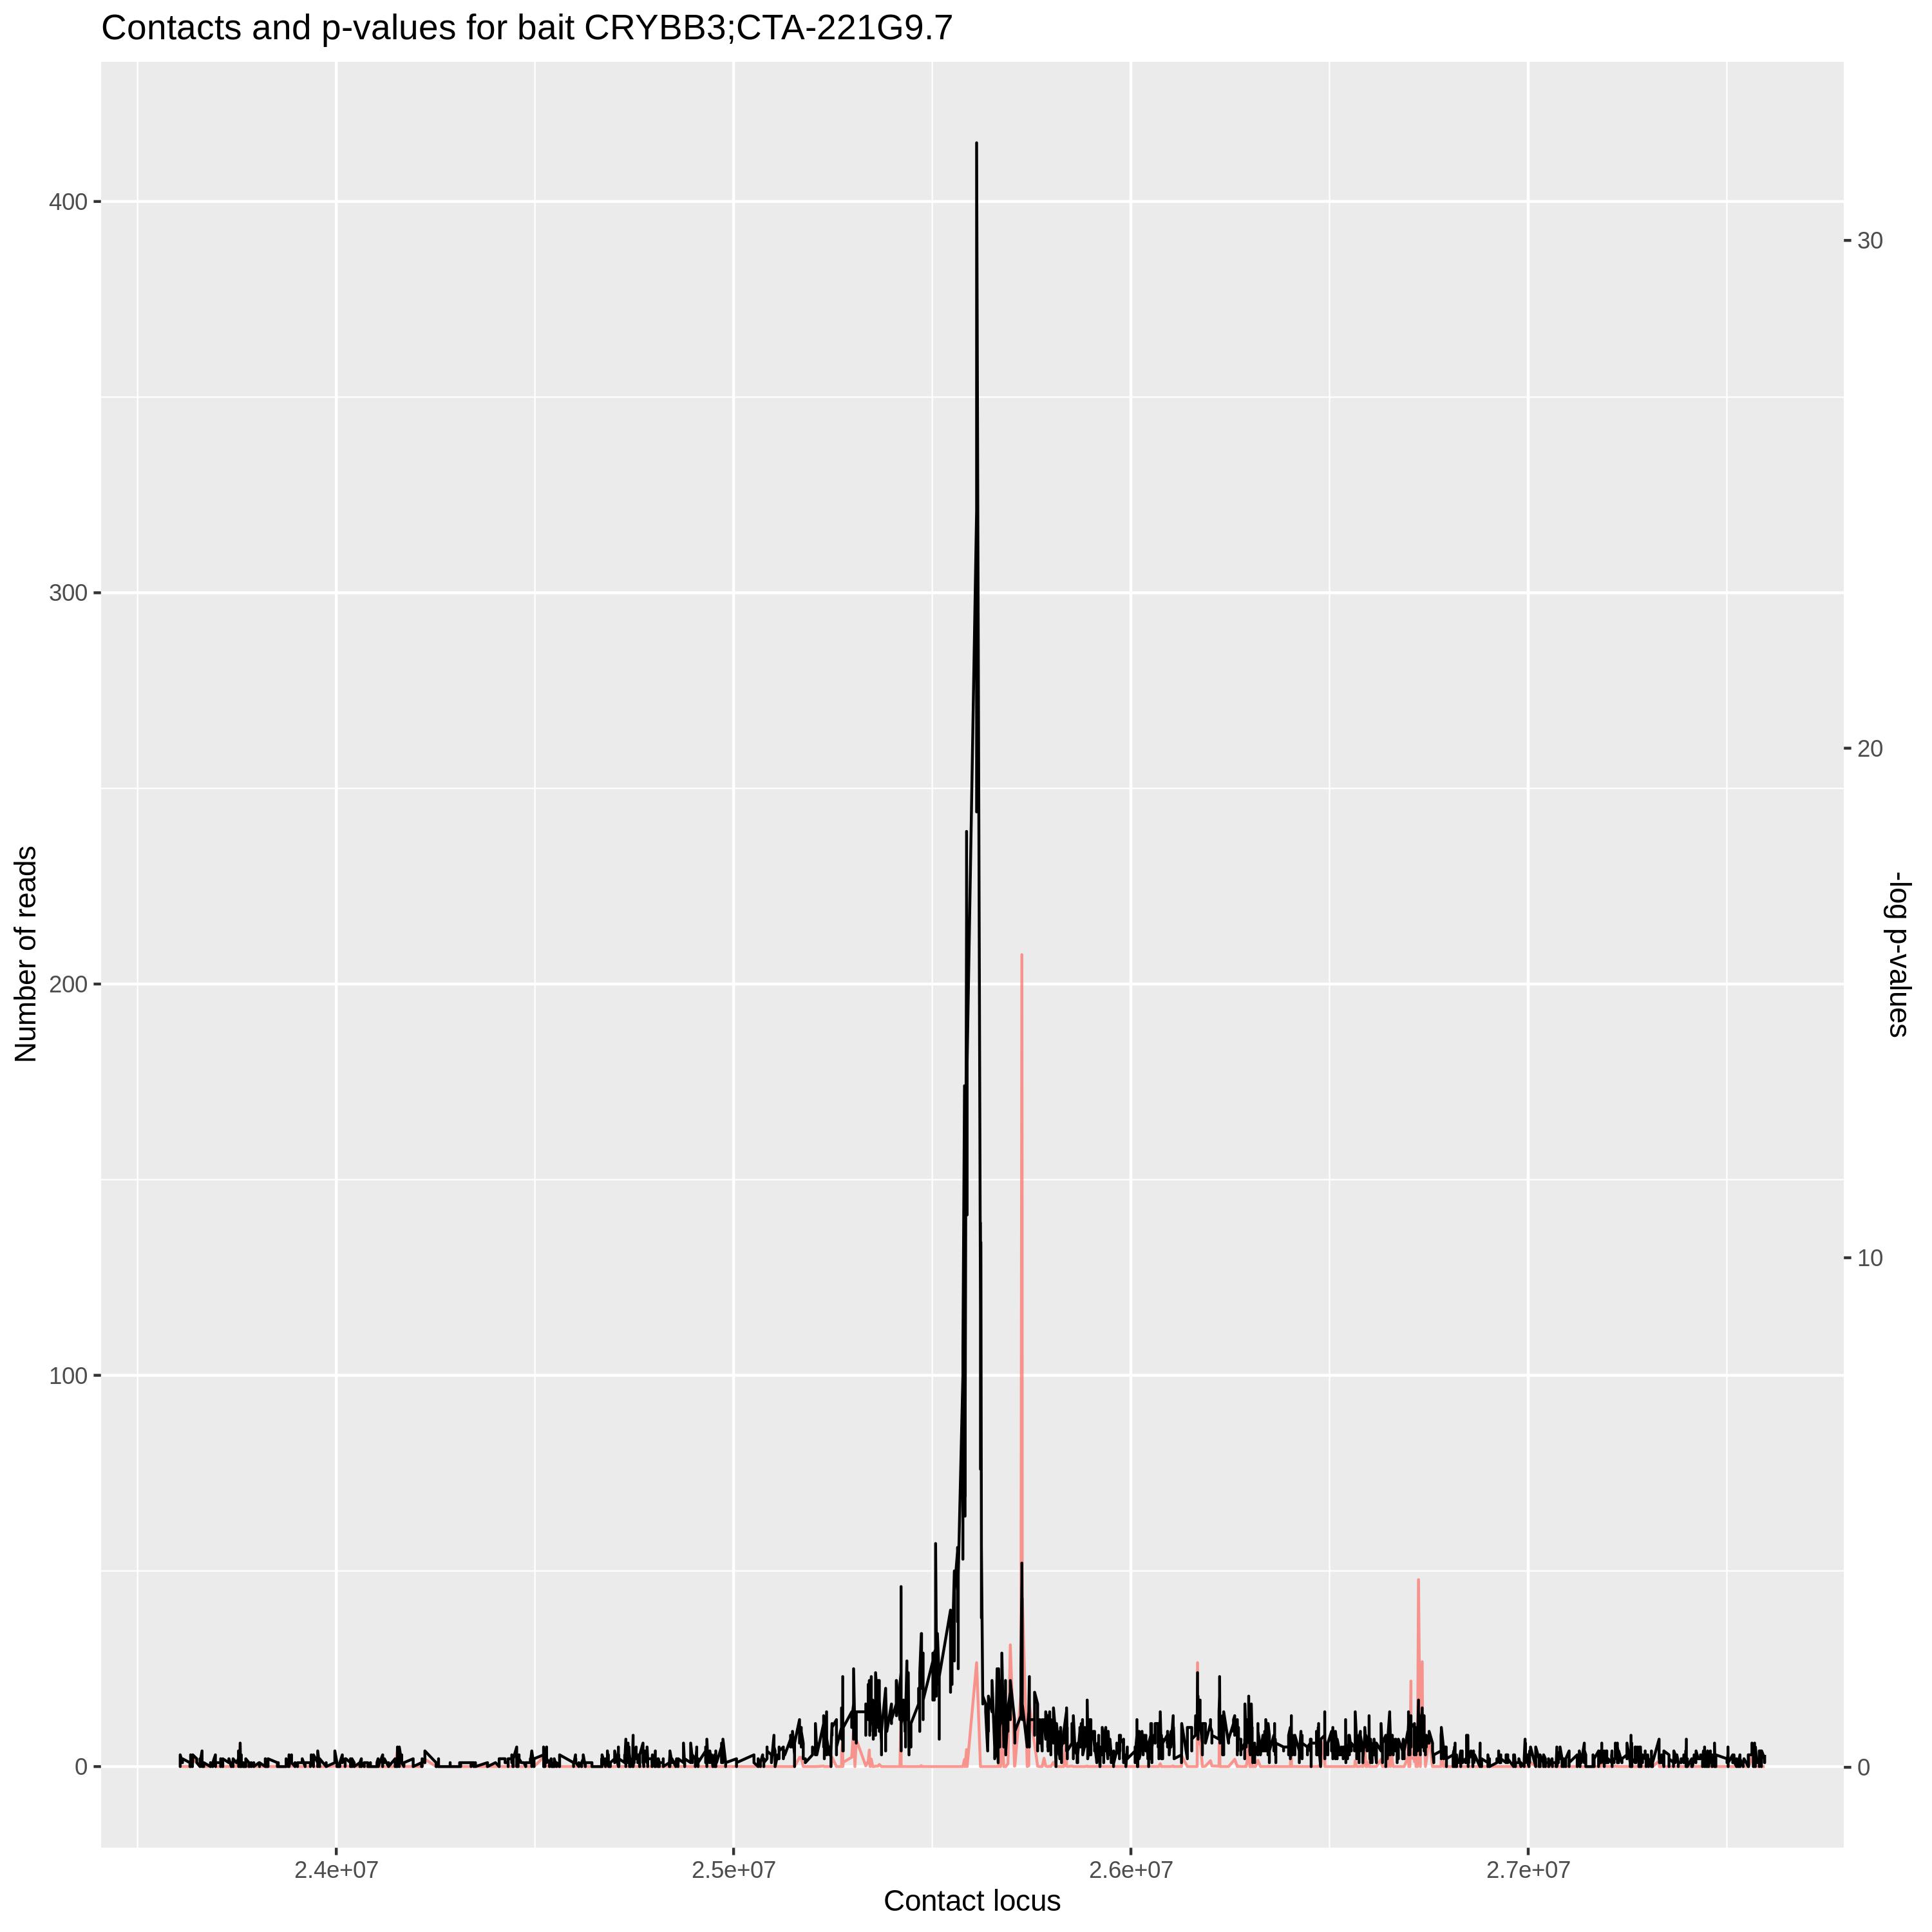 Contacts and p-values for bait CRYBB3;CTA-221G9.7
400
300
200
100
0
Number of reads
30
20
10
0
-log p-values
2.4e+07 2.5e+07 2.6e+07 2.7e+07
Contact locus